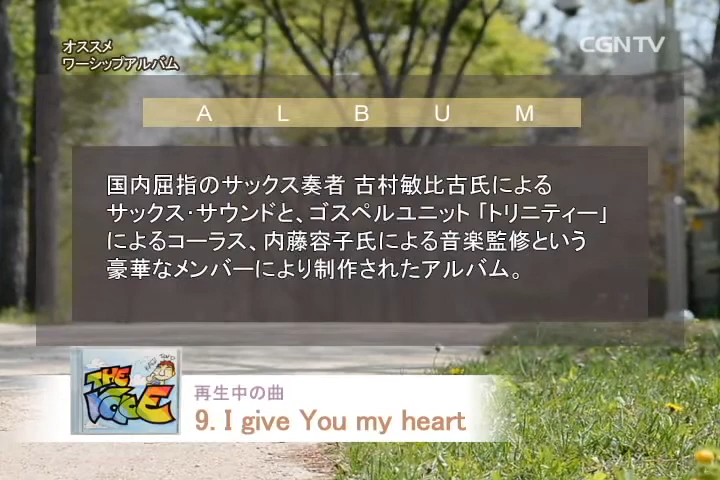 オススメ
ワーシップアルバム
CGNTV
ALBUM
国内屈指のサックス奏者 古村敏比古氏による
サックス・サウンドと、ゴスペルユニット「トリニティー」
によるコーラス、内藤容子氏による音楽監修という
豪華なメンバーにより制作されたアルバム。
THE
再生中の曲
9. I give You my heart